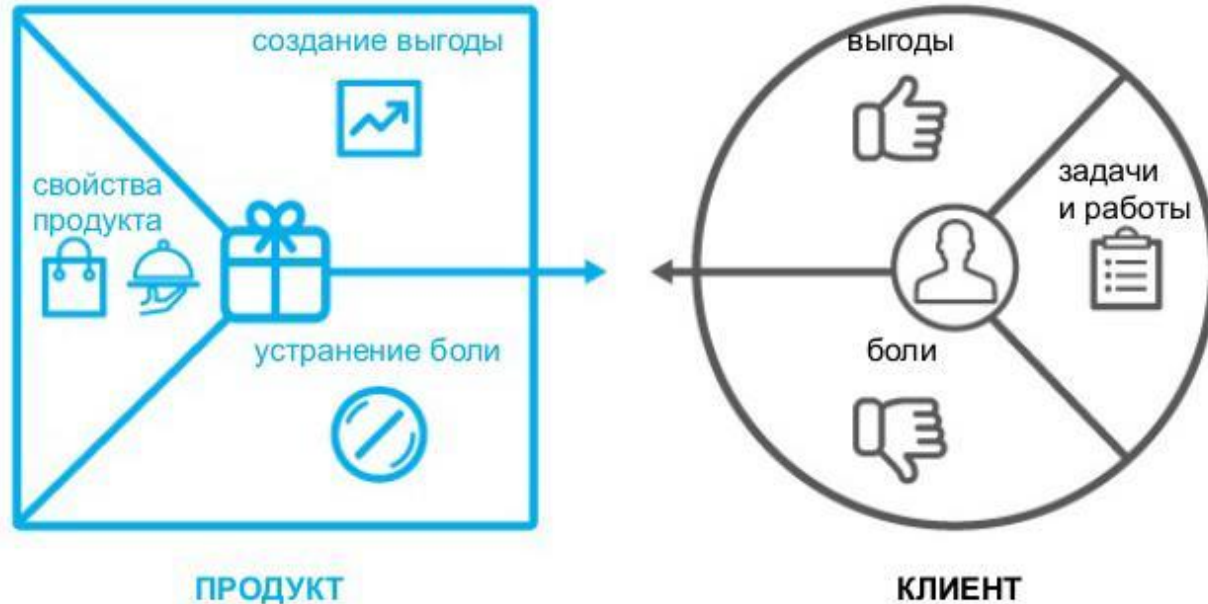 создание выгоды
свойства
продукта
устранение боли
ПРОДУКТ
выгоды
задачи
и работы
боли
КЛИЕНТ